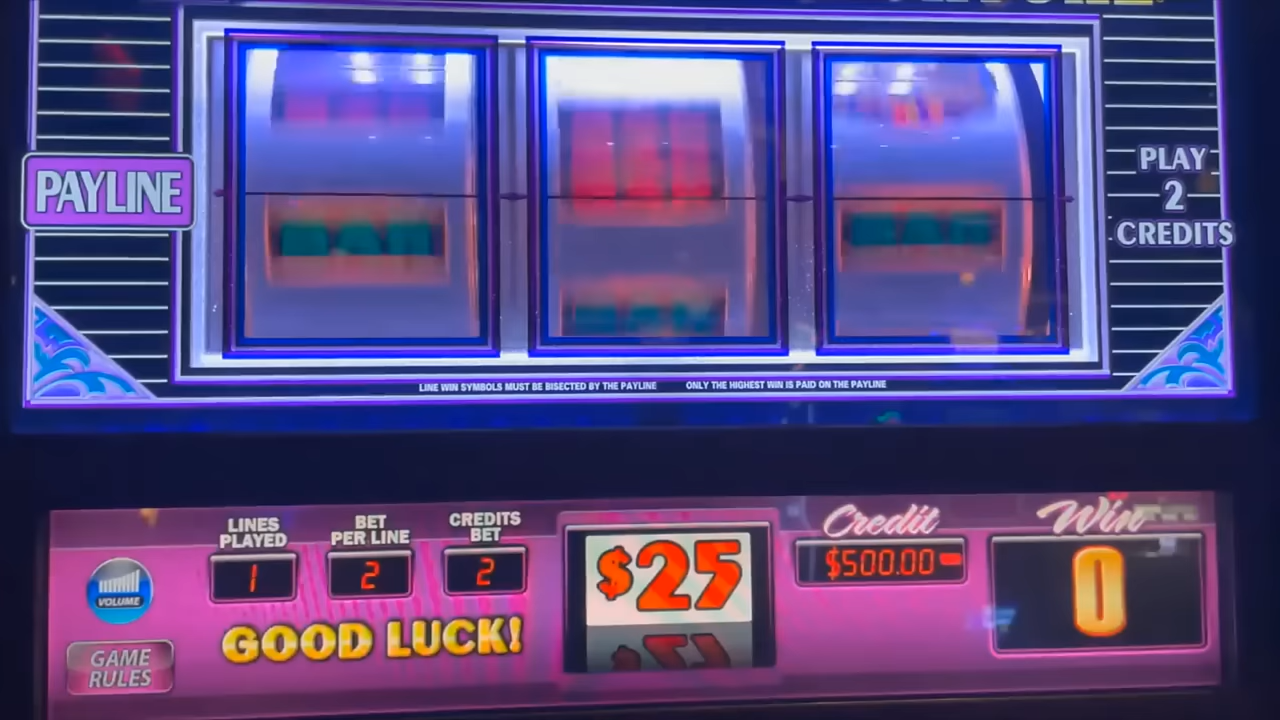 PAYLINE
PLAY
2
CREDITS
LINE WIN SYMBOLS MUST BE BISECTED BY THE PAYLINE
ONLY THE HIGHEST WIN IS PAID ON THE PAYLINE
LINES
PLAYED
1
BET
PER LINE
2
CREDITS
BET
2
VOLUME
GOOD LUCK!
GAME
RULES
$25
Credit
$500.00
Win
0